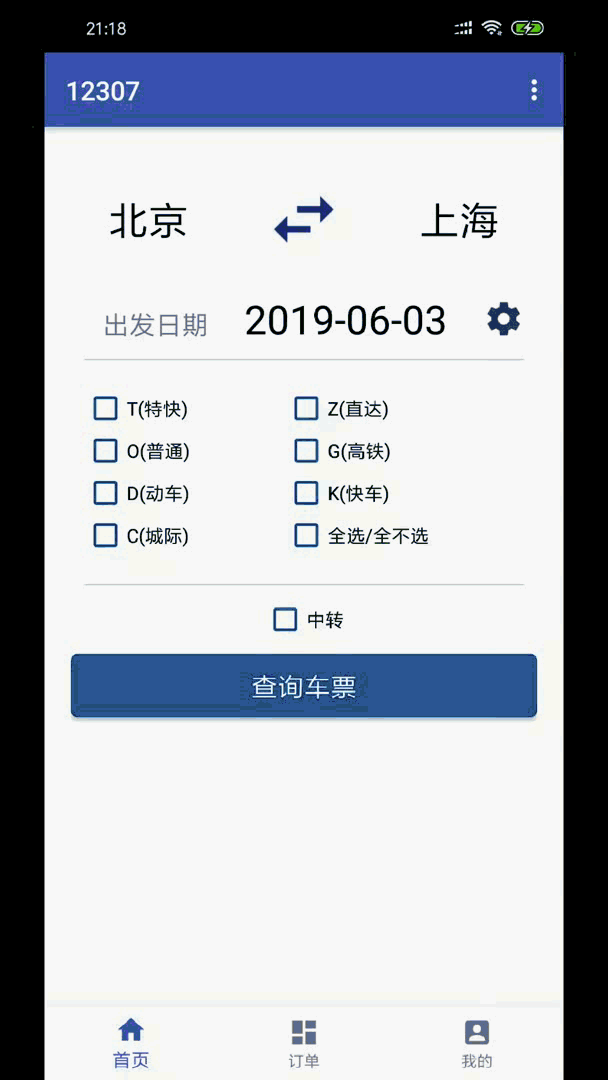 21:18
12307
北京 上海
出发日期 2019-06-03
T(特快) Z(直达)
O(普通) G(高铁)
D(动车) K(快车)
C(城际) 全选/全不选
中转
查询车票
首页 订单 我的